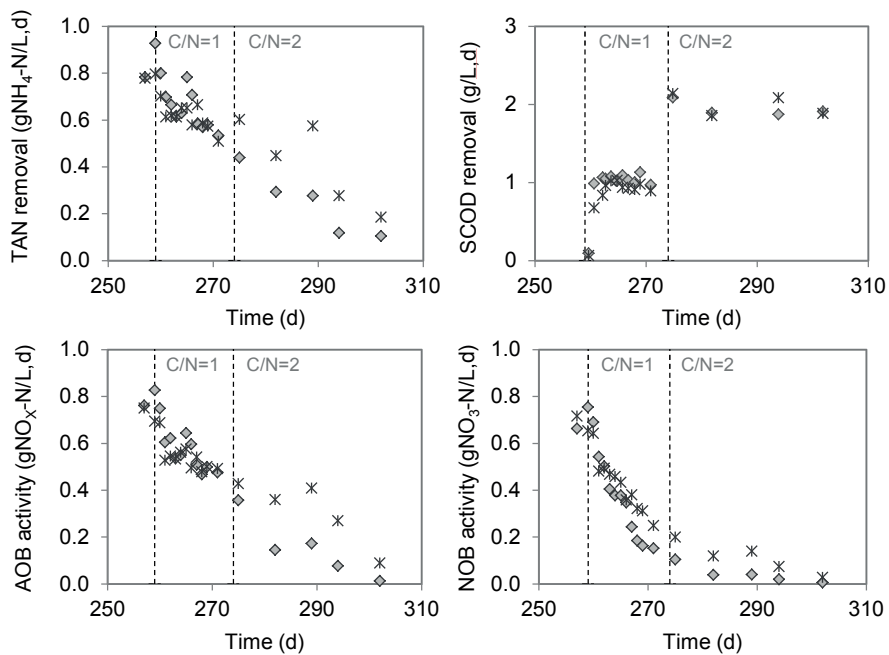 TAN removal (gNH4-N/L,d)
1.0
0.8
0.6
0.4
0.2
0.0
C/N=1
C/N=2
250
270
290
310
Time (d)
SCOD removal (g/L,d)
3
2
1
0
C/N=1
C/N=2
250
270
290
310
Time (d)
AOB activity (gNOX-N/L,d)
1.0
0.8
0.6
0.4
0.2
0.0
C/N=1
C/N=2
250
270
290
310
Time (d)
NOB activity (gNO3-N/L,d)
1.0
0.8
0.6
0.4
0.2
0.0
C/N=1
C/N=2
250
270
290
310
Time (d)